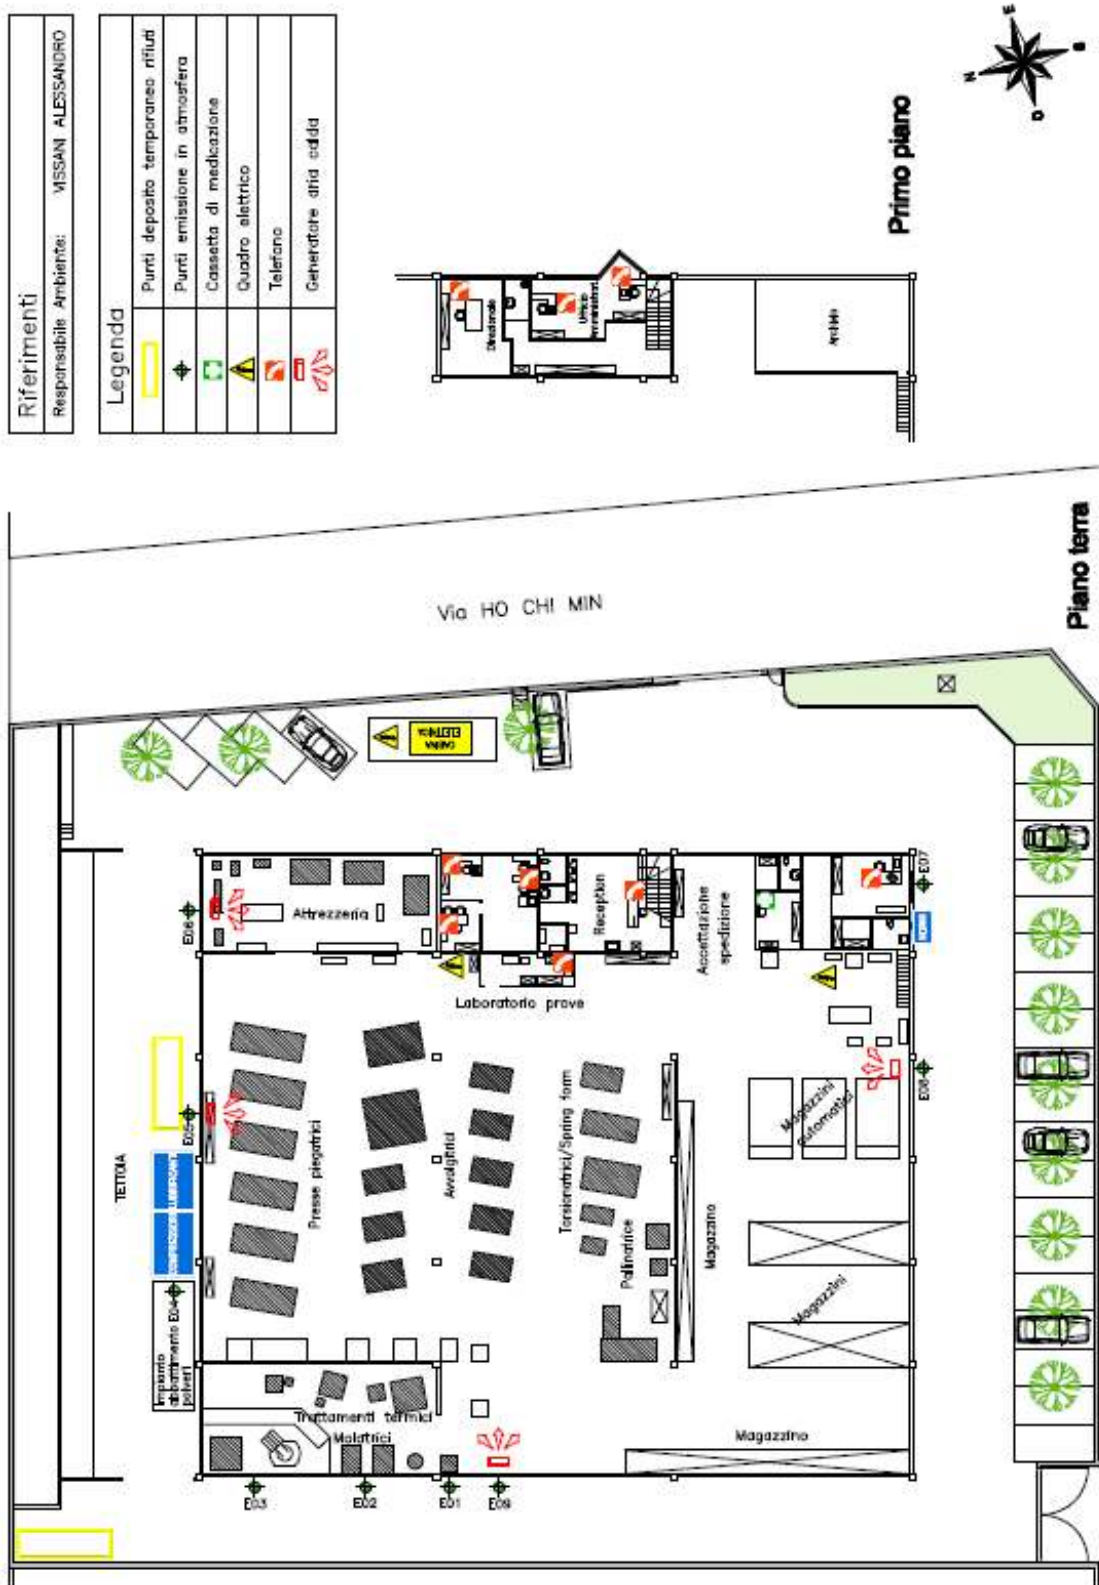 Riferimenti
Responsabile Ambiente: VISSANI ALESSANDRO
Legenda
Punti deposito temporaneo rifiuti
Punti emissione in atmosfera
Cassetta di medicazione
Quadro elettrico
Telefono
Generatore aria calda
Primo piano
Direzionale
Ufficio
Amministrativo
Archivio
N
E
S
O
Via HO CHI MIN
Piano terra
CABINA
ELETTRICA
TETTOIA
E06
Attrezzeria
Reception
Accettazione
spedizione
E07
Laboratorio prove
E05
Presse piegatrici
Avvolgitrici
Torsionatrici/Spring form
Pallinatrice
Magazzino
Magazzini
automatici
E08
Magazzini
Impianto
abbattimento E04
polveri
Trattamenti termici
Molatrici
Magazzino
E03
E02
E01
E09